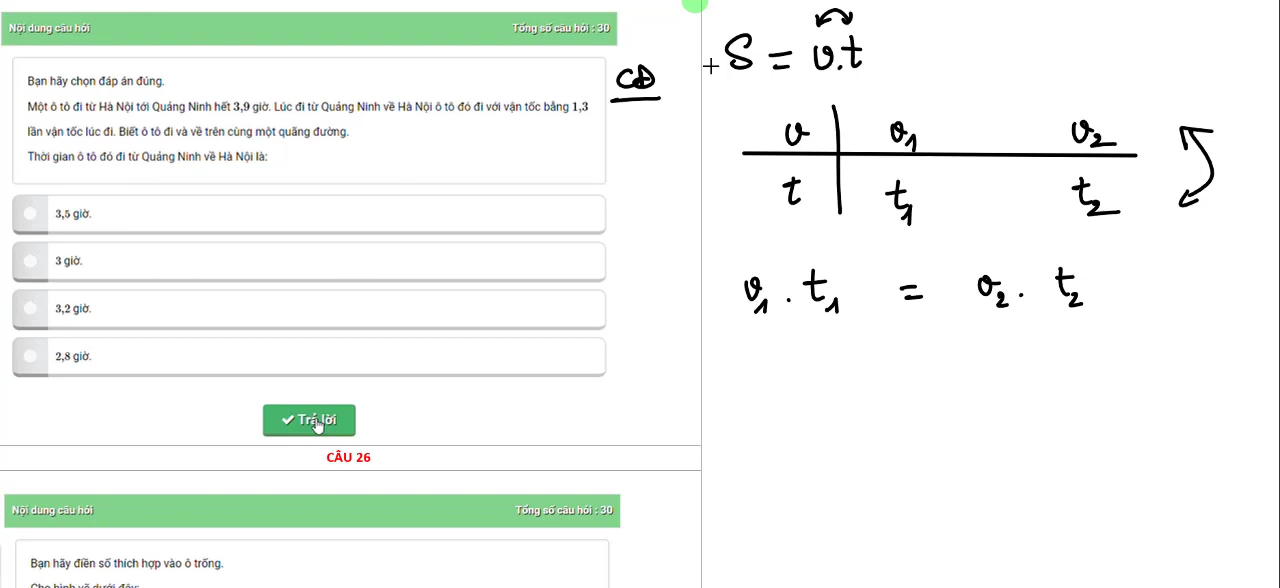 Nội dung câu hỏi
Tổng số câu hỏi : 30
Bạn hãy chọn đáp án đúng.
Một ô tô đi từ Hà Nội tới Quảng Ninh hết 3,9 giờ. Lúc đi từ Quảng Ninh về Hà Nội ô tô đó đi với vận tốc bằng 1,3
lần vận tốc lúc đi. Biết ô tô đi và về trên cùng một quãng đường.
Thời gian ô tô đó đi từ Quảng Ninh về Hà Nội là:
3,5 giờ.
3 giờ.
3,2 giờ.
2,8 giờ.
Trả lời
CÂU 26
Nội dung câu hỏi
Tổng số câu hỏi : 30
Bạn hãy điền số thích hợp vào ô trống.
Cho hình vẽ dưới đây:
CĐ
S = v.t
v v₁ v₂
t t₁ t₂
v₁ . t₁ = v₂ . t₂